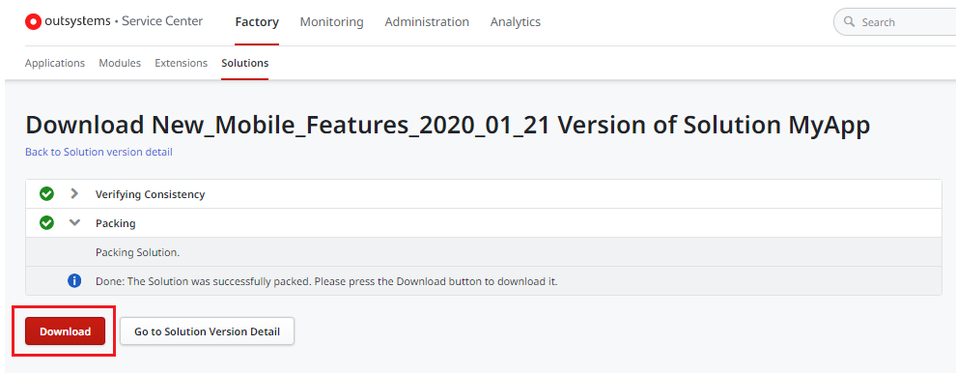 outsystems • Service Center Factory Monitoring Administration Analytics Search
Applications Modules Extensions Solutions
Download New_Mobile_Features_2020_01_21 Version of Solution MyApp
Back to Solution version detail
Verifying Consistency
Packing
Packing Solution.
Done: The Solution was successfully packed. Please press the Download button to download it.
Download Go to Solution Version Detail